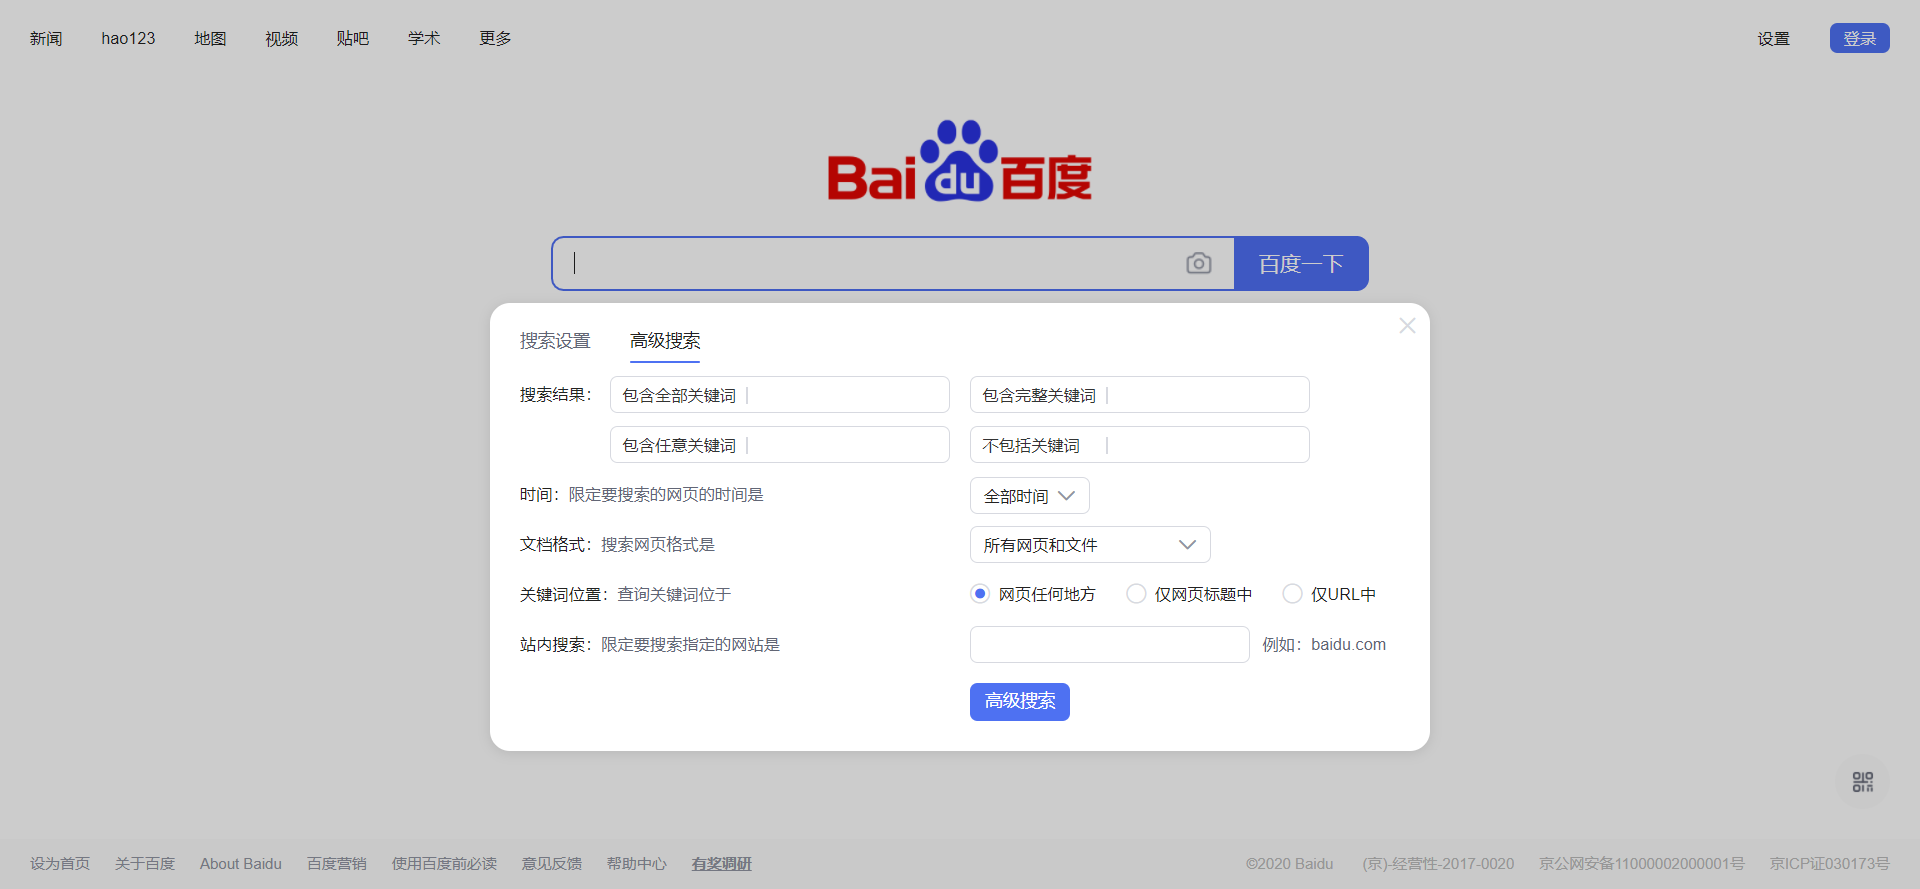 新闻 hao123 地图 视频 贴吧 学术 更多 设置 登录
Baidu百度
百度一下
搜索设置 高级搜索
搜索结果： 包含全部关键词 包含完整关键词
包含任意关键词 不包括关键词
时间：限定要搜索的网页的时间是 全部时间
文档格式：搜索网页格式是 所有网页和文件
关键词位置：查询关键词位于 网页任何地方 仅网页标题中 仅URL中
站内搜索：限定要搜索指定的网站是 例如：baidu.com
高级搜索
设为首页 关于百度 About Baidu 百度营销 使用百度前必读 意见反馈 帮助中心 有奖调研 ©2020 Baidu (京)-经营性-2017-0020 京公网安备11000002000001号 京ICP证030173号